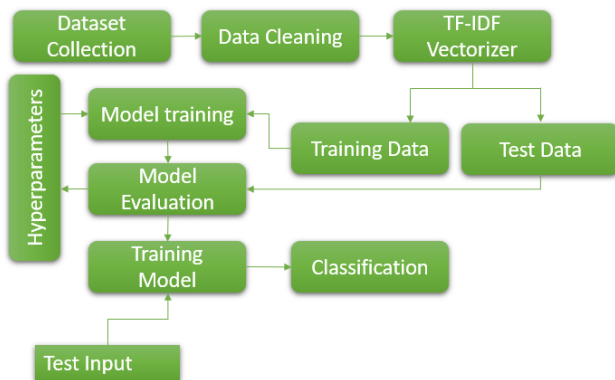 Dataset
Collection
Data Cleaning
TF-IDF
Vectorizer
Hyperparameters
Model training
Training Data
Test Data
Model
Evaluation
Training
Model
Classification
Test Input